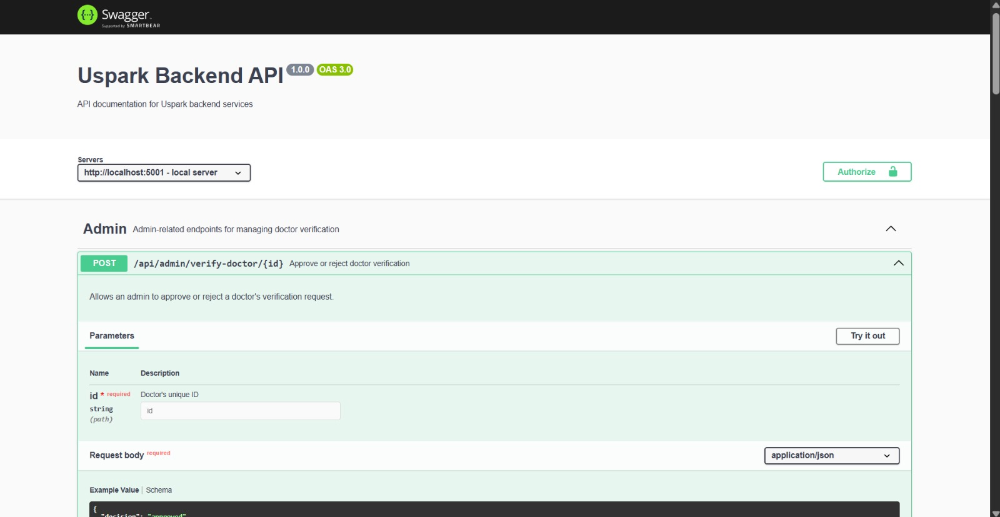 {···} Swagger.
Supported by SMARTBEAR
Uspark Backend API 1.0.0 OAS 3.0
API documentation for Uspark backend services
Servers
http://localhost:5001 - local server
Authorize
Admin Admin-related endpoints for managing doctor verification
POST /api/admin/verify-doctor/{id} Approve or reject doctor verification
Allows an admin to approve or reject a doctor's verification request.
Parameters
Try it out
Name Description
id * required Doctor's unique ID
string id
(path)
Request body required
application/json
Example Value | Schema
{
"decision": "approved"